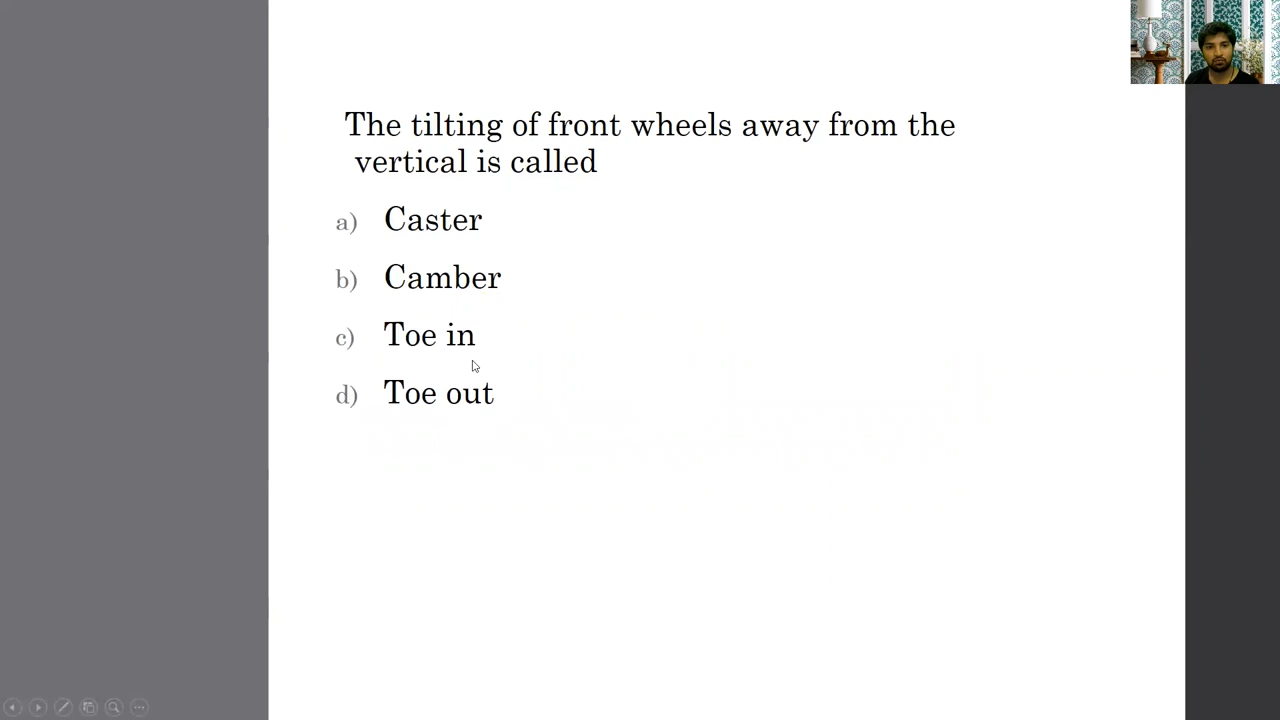 The tilting of front wheels away from the
vertical is called
a) Caster
b) Camber
c) Toe in
d) Toe out